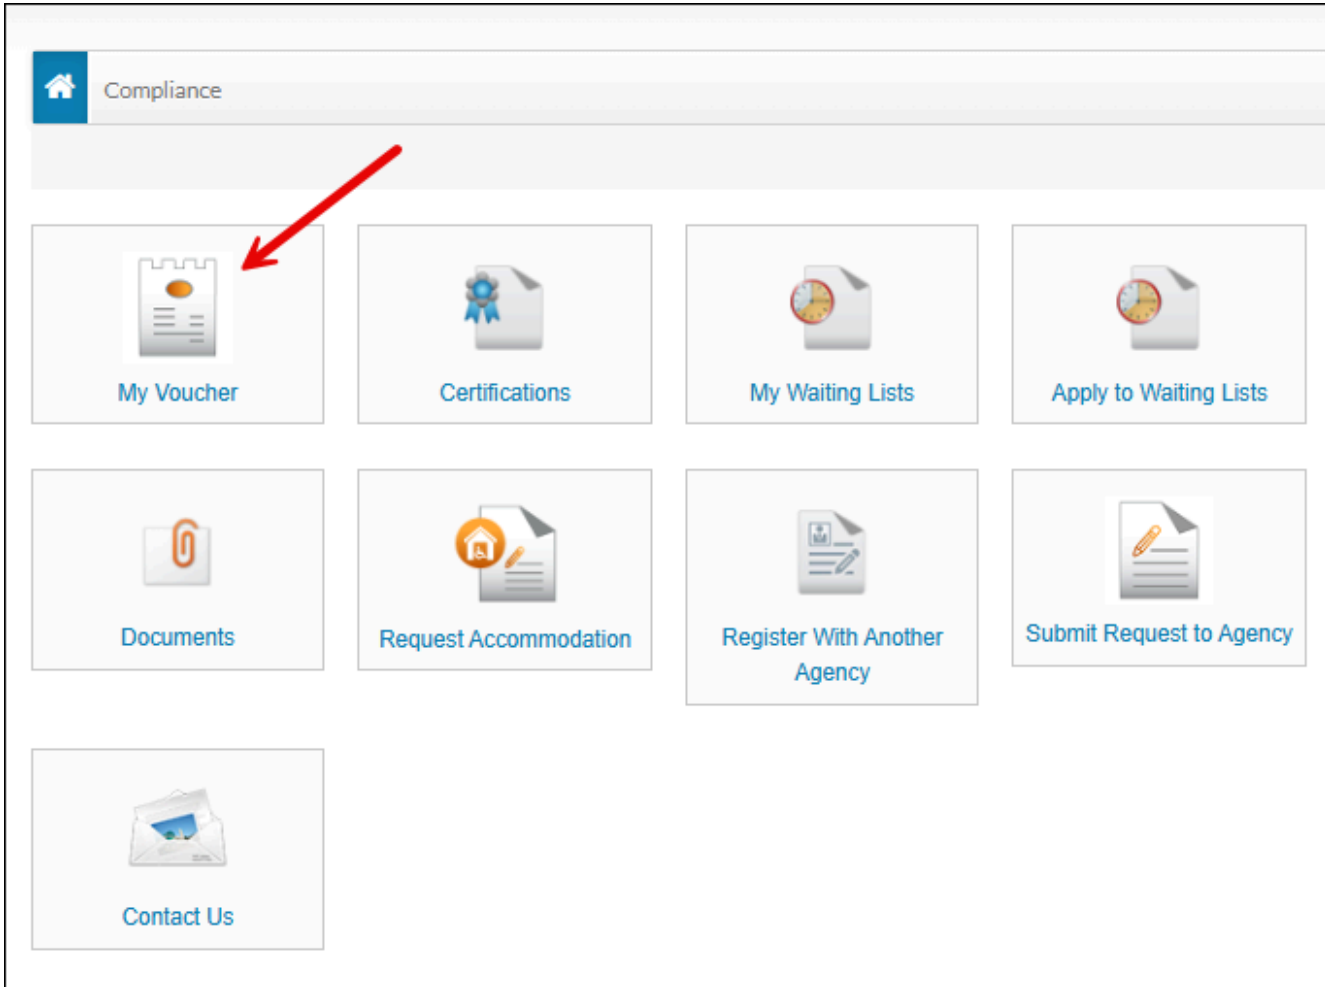 Compliance
My Voucher
Certifications
My Waiting Lists
Apply to Waiting Lists
Documents
Request Accommodation
Register With Another
Agency
Submit Request to Agency
Contact Us